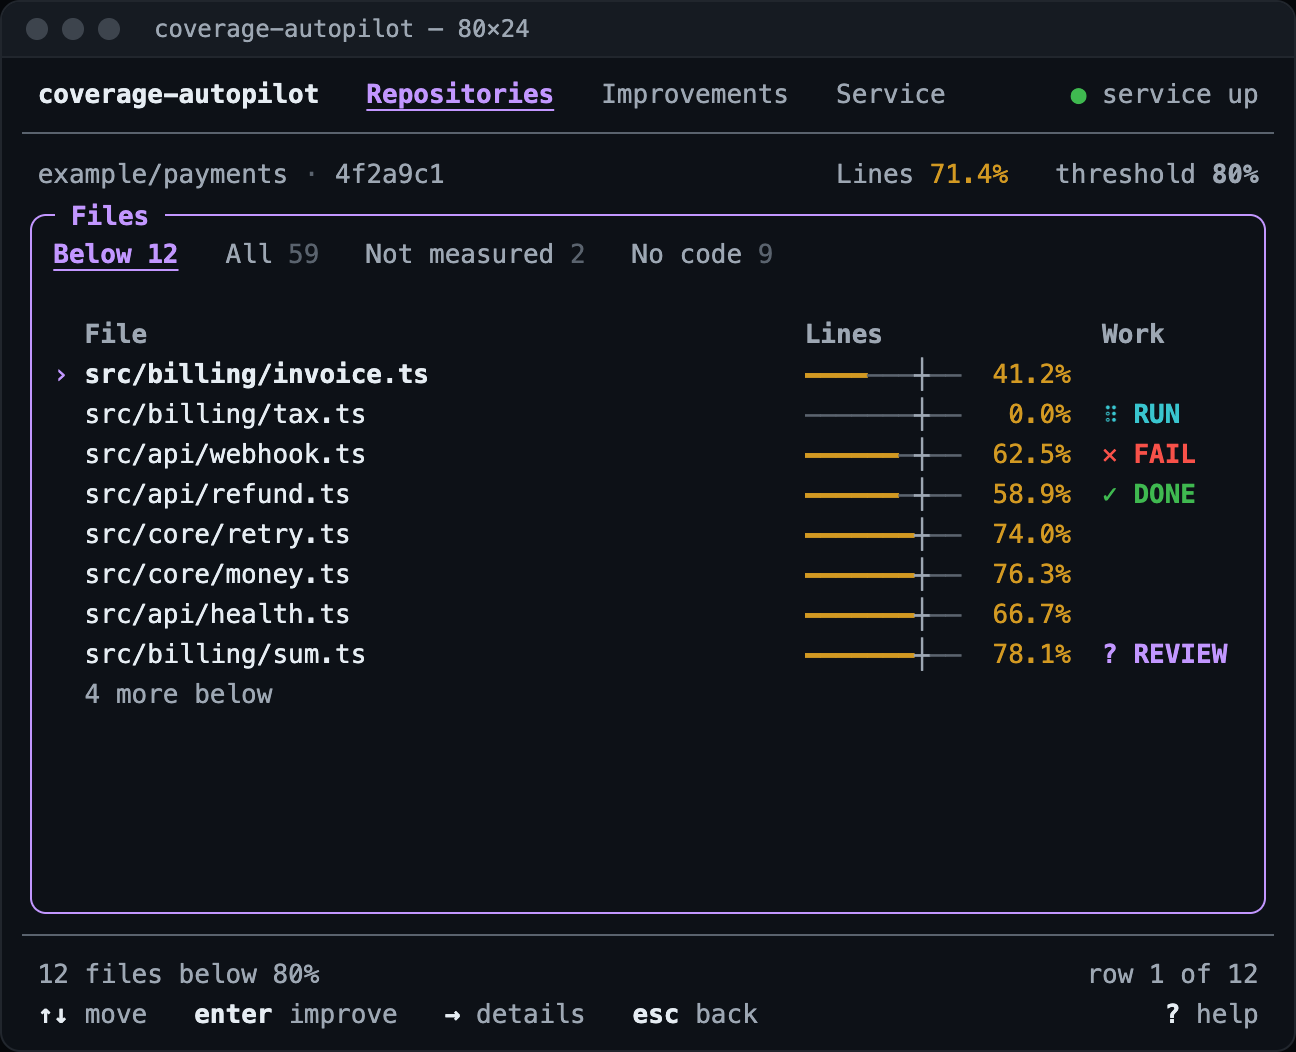 coverage-autopilot — 80×24
coverage-autopilot Repositories Improvements Service ● service up
example/payments · 4f2a9c1 Lines 71.4% threshold 80%
Files
Below 12 All 59 Not measured 2 No code 9
File Lines Work
› src/billing/invoice.ts 41.2%
src/billing/tax.ts 0.0% ⠿ RUN
src/api/webhook.ts 62.5% × FAIL
src/api/refund.ts 58.9% ✓ DONE
src/core/retry.ts 74.0%
src/core/money.ts 76.3%
src/api/health.ts 66.7%
src/billing/sum.ts 78.1% ? REVIEW
4 more below
12 files below 80% row 1 of 12
↑↓ move enter improve → details esc back ? help